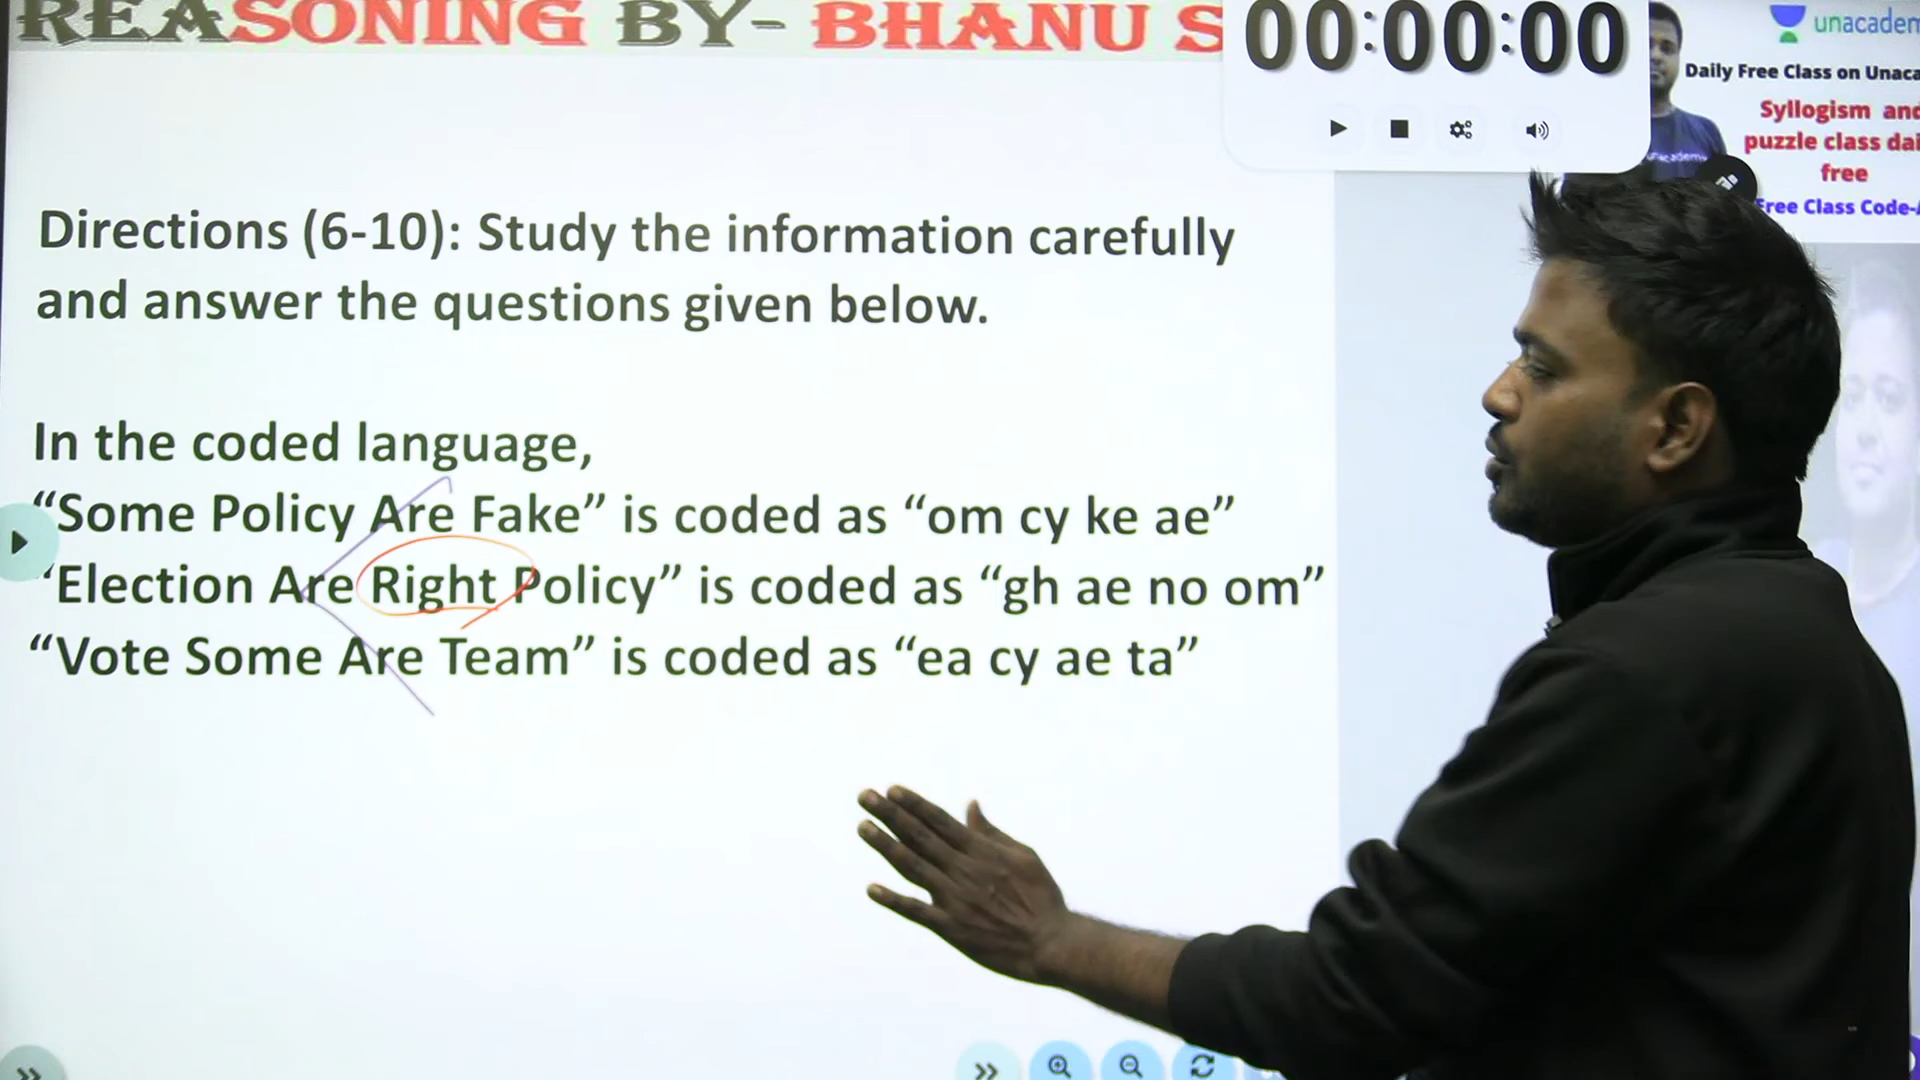 REASONING BY- BHANU S
00:00:00
unacadem
Daily Free Class on Unaca
Syllogism and
puzzle class dai
free
Free Class Code-A
Directions (6-10): Study the information carefully
and answer the questions given below.
In the coded language,
“Some Policy Are Fake” is coded as “om cy ke ae”
“Election Are Right Policy” is coded as “gh ae no om”
“Vote Some Are Team” is coded as “ea cy ae ta”